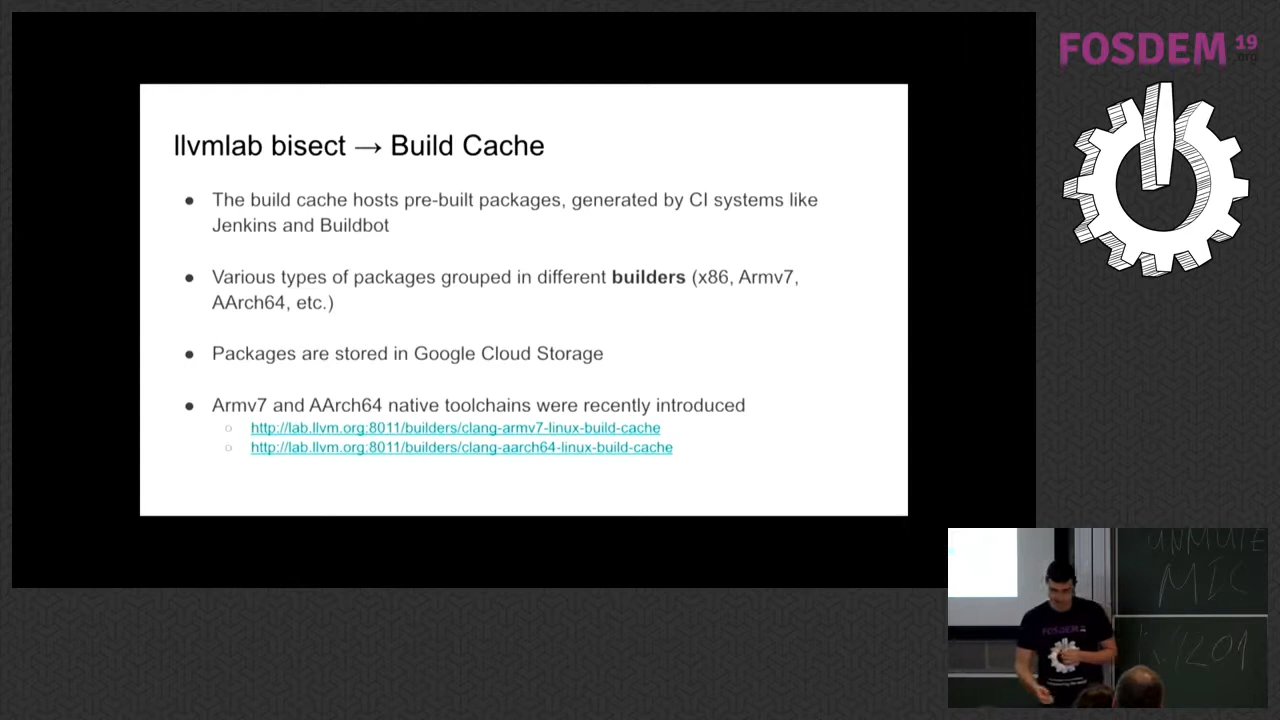 FOSDEM 19
.org
llvmlab bisect → Build Cache
● The build cache hosts pre-built packages, generated by CI systems like
Jenkins and Buildbot
● Various types of packages grouped in different builders (x86, Armv7,
AArch64, etc.)
● Packages are stored in Google Cloud Storage
● Armv7 and AArch64 native toolchains were recently introduced
○ http://lab.llvm.org:8011/builders/clang-armv7-linux-build-cache
○ http://lab.llvm.org:8011/builders/clang-aarch64-linux-build-cache
UNMUTE
MIC
FOSDEM